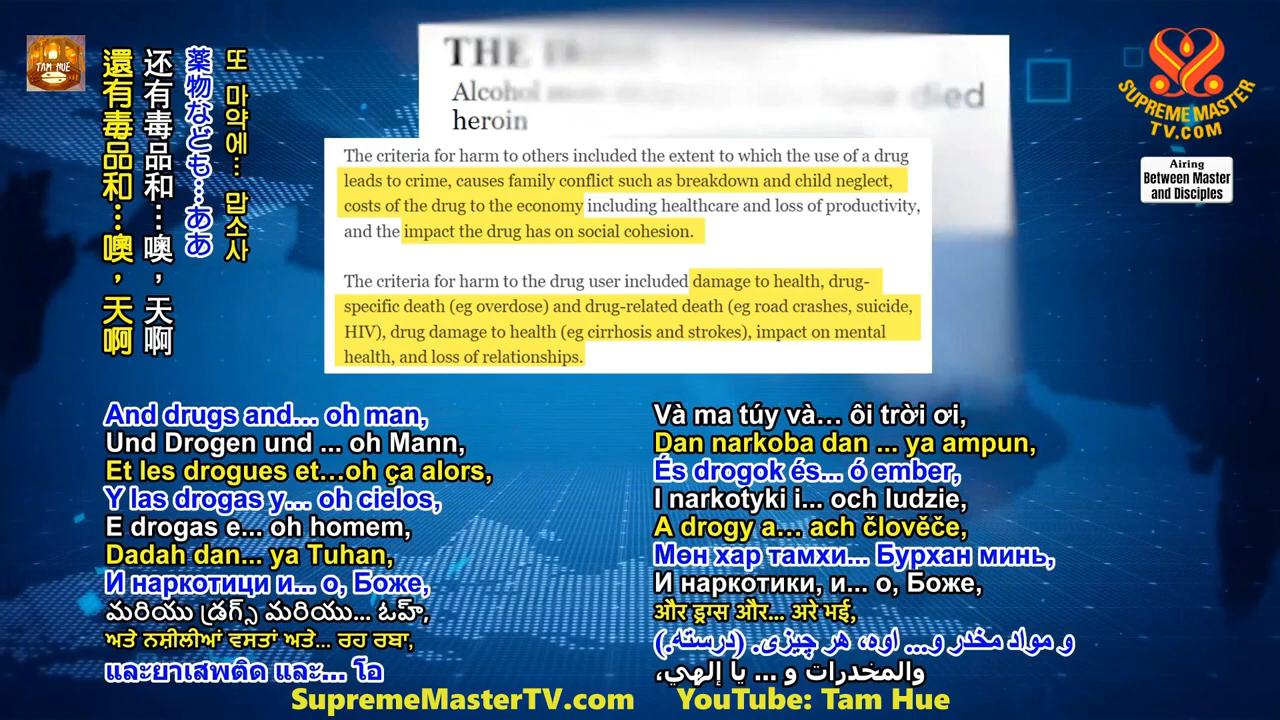 TAM HUE
還有毒品和…噢，天啊
还有毒品和…噢，天啊
薬物なども…ああ
또 마약에… 맙소사
THE
Alcohol died
heroin
The criteria for harm to others included the extent to which the use of a drug
leads to crime, causes family conflict such as breakdown and child neglect,
costs of the drug to the economy including healthcare and loss of productivity,
and the impact the drug has on social cohesion.
The criteria for harm to the drug user included damage to health, drug-
specific death (eg overdose) and drug-related death (eg road crashes, suicide,
HIV), drug damage to health (eg cirrhosis and strokes), impact on mental
health, and loss of relationships.
SUPREME MASTER
TV.COM
Airing
Between Master
and Disciples
And drugs and... oh man,
Und Drogen und ... oh Mann,
Et les drogues et...oh ça alors,
Y las drogas y... oh cielos,
E drogas e... oh homem,
Dadah dan... ya Tuhan,
И наркотици и... о, Боже,
మరియు డ్రగ్స్ మరియు... ఓహ్,
ਅਤੇ ਨਸ਼ੀਲੀਆਂ ਵਸਤਾਂ ਅਤੇ... ਰਹ ਰਬਾ,
และยาเสพติด และ... โอ
Và ma túy và... ôi trời ơi,
Dan narkoba dan ... ya ampun,
És drogok és... ó ember,
I narkotyki i... och ludzie,
A drogy a... ach člověče,
Мөн хар тамхи... Бурхан минь,
И наркотики, и... о, Боже,
और ड्रग्स और... अरे भई,
و مواد مخدر و... اوه، هر چیزی. (درسته.)
والمخدرات و ... يا إلهي،
SupremeMasterTV.com
YouTube: Tam Hue